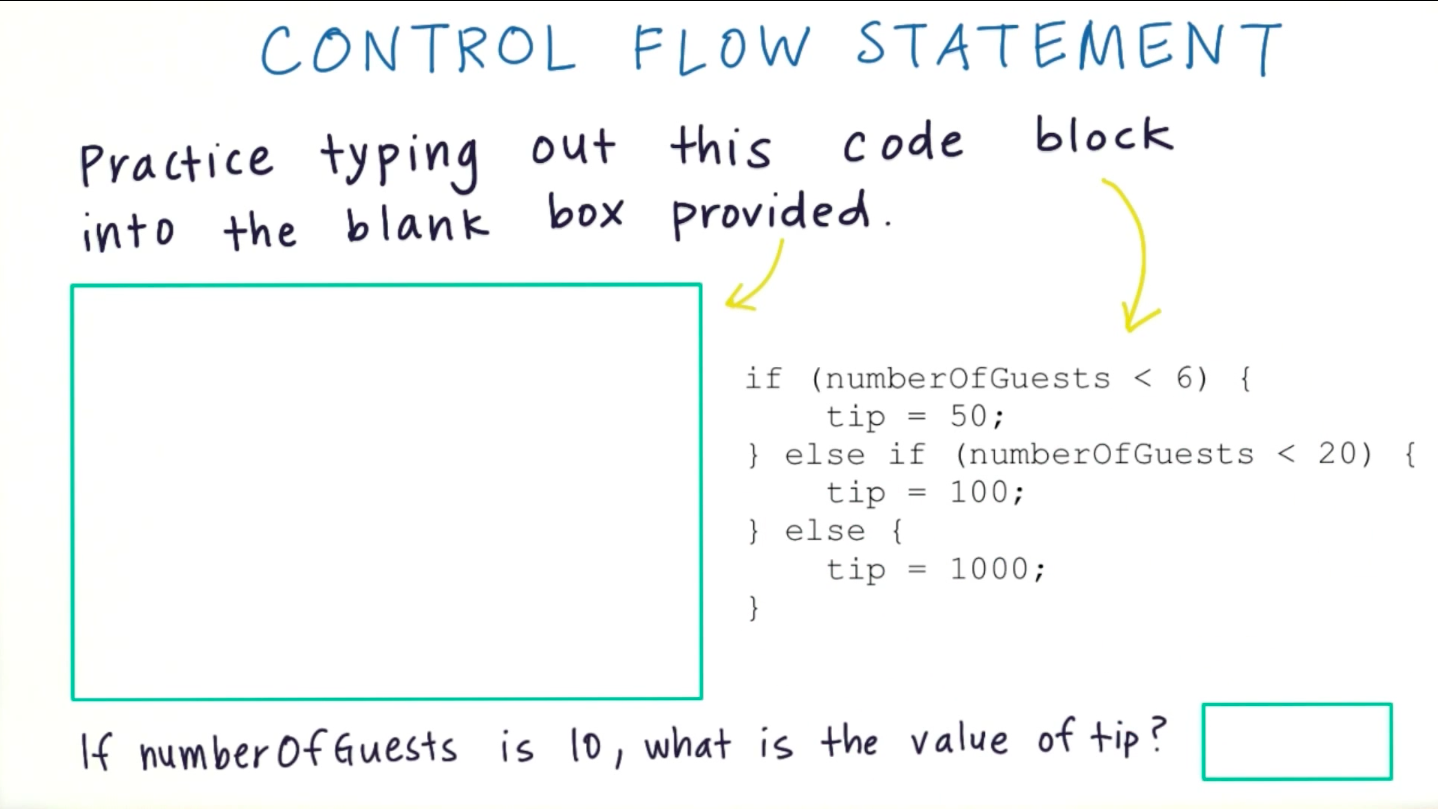 CONTROL FLOW STATEMENT
Practice typing out this code block
into the blank box provided.
if (numberOfGuests < 6) {
    tip = 50;
} else if (numberOfGuests < 20) {
    tip = 100;
} else {
    tip = 1000;
}
If numberOfGuests is 10, what is the value of tip?